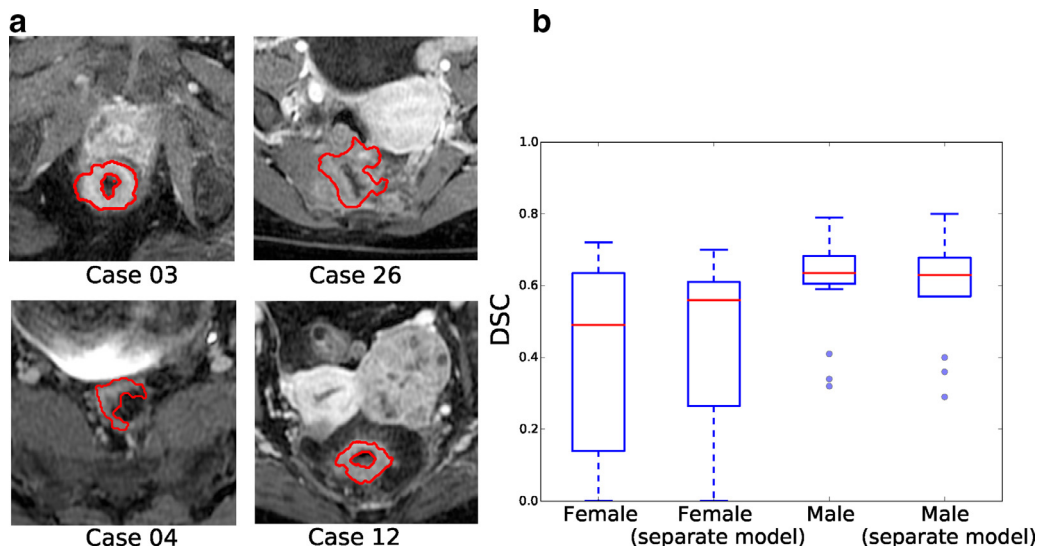 a
Case 03
Case 26
Case 04
Case 12
b
DSC
1.0
0.8
0.6
0.4
0.2
0.0
Female
Female
(separate model)
Male
Male
(separate model)